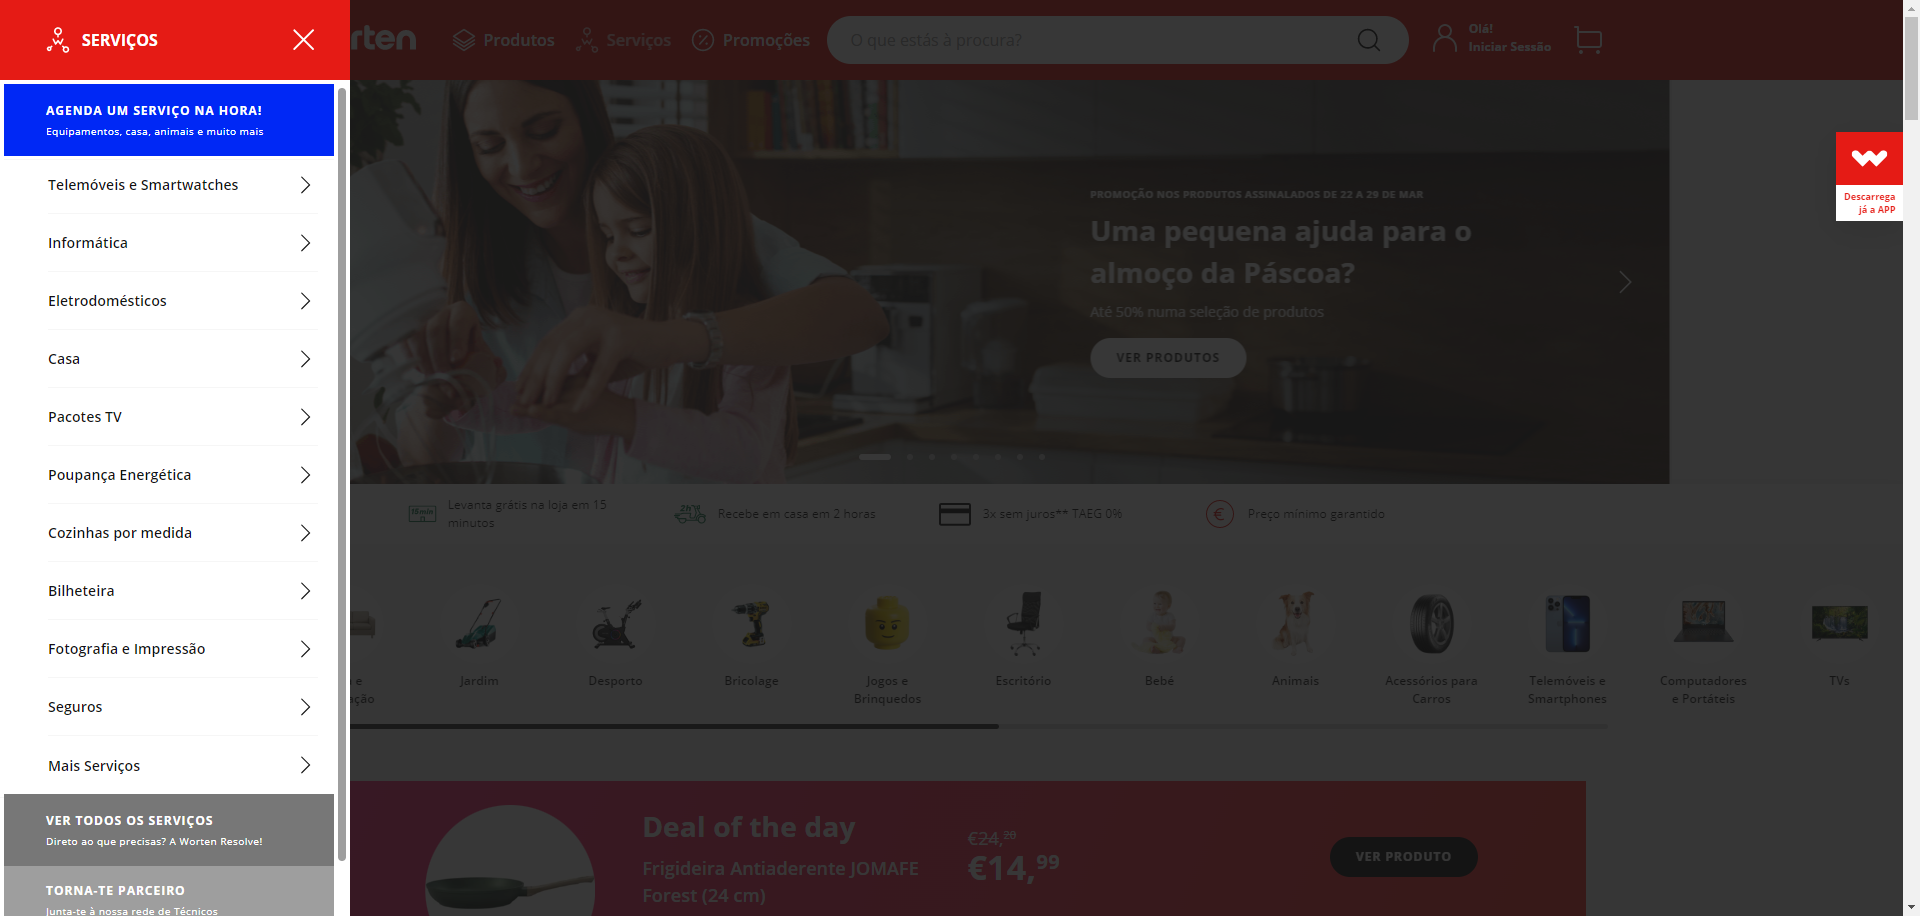 SERVIÇOS
rten
Produtos
Serviços
Promoções
O que estás à procura?
Olá!
Iniciar Sessão
AGENDA UM SERVIÇO NA HORA!
Equipamentos, casa, animais e muito mais
Telemóveis e Smartwatches
Informática
Eletrodomésticos
Casa
Pacotes TV
Poupança Energética
Cozinhas por medida
Bilheteira
Fotografia e Impressão
Seguros
Mais Serviços
VER TODOS OS SERVIÇOS
Direto ao que precisas? A Worten Resolve!
TORNA-TE PARCEIRO
Junta-te à nossa rede de Técnicos
PROMOÇÃO NOS PRODUTOS ASSINALADOS DE 22 A 29 DE MAR
Uma pequena ajuda para o
almoço da Páscoa?
Até 50% numa seleção de produtos
VER PRODUTOS
Descarrega
já a APP
Levanta grátis na loja em 15
minutos
Recebe em casa em 2 horas
3x sem juros** TAEG 0%
Preço mínimo garantido
e
ação
Jardim
Desporto
Bricolage
Jogos e
Brinquedos
Escritório
Bebé
Animais
Acessórios para
Carros
Telemóveis e
Smartphones
Computadores
e Portáteis
TVs
Deal of the day
Frigideira Antiaderente JOMAFE
Forest (24 cm)
€24,20
€14,99
VER PRODUTO